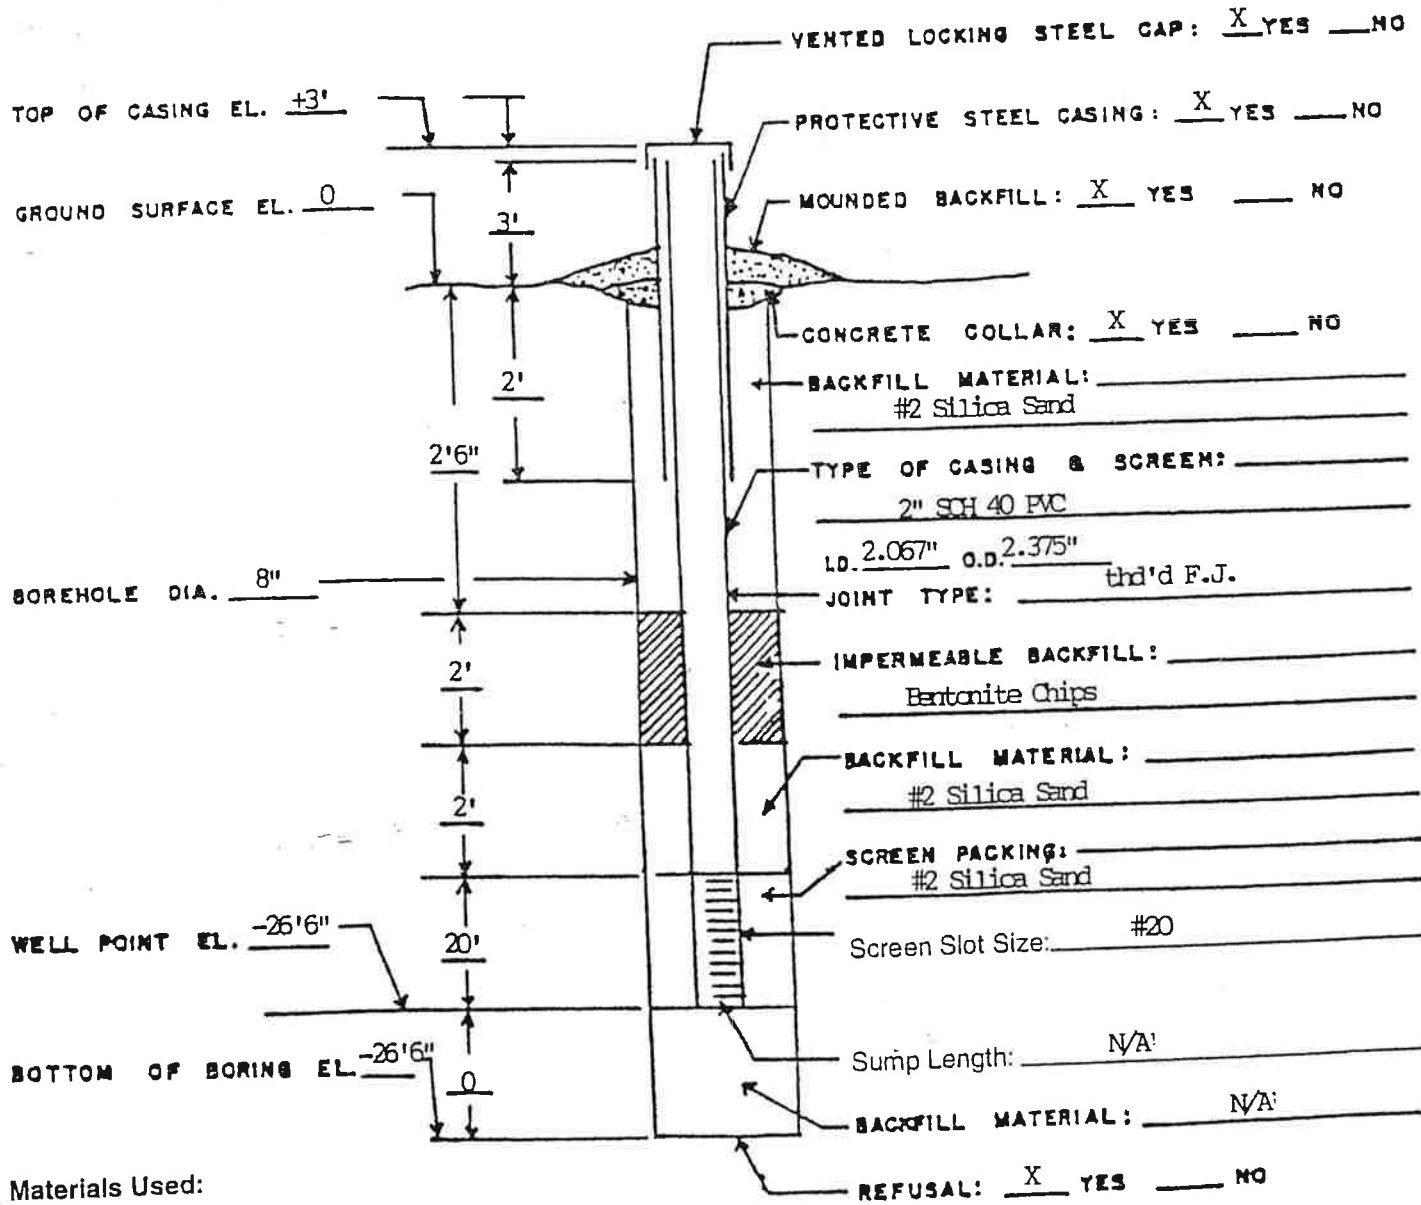 VENTED LOCKING STEEL CAP: X YES NO
TOP OF CASING EL. +3'
PROTECTIVE STEEL CASING: X YES NO
GROUND SURFACE EL. 0
MOUNDED BACKFILL: X YES NO
3'
CONCRETE COLLAR: X YES NO
2'
BACKFILL MATERIAL:
#2 Silica Sand
2'6"
TYPE OF CASING & SCREEN:
2" SCH 40 PVC
I.D. 2.067" O.D. 2.375"
BOREHOLE DIA. 8"
JOINT TYPE: thd'd F.J.
2'
IMPERMEABLE BACKFILL:
Bentonite Chips
2'
BACKFILL MATERIAL:
#2 Silica Sand
SCREEN PACKING:
#2 Silica Sand
WELL POINT EL. -26'6"
20'
Screen Slot Size: #20
BOTTOM OF BORING EL. -26'6"
0
Sump Length: N/A
BACKFILL MATERIAL: N/A
Materials Used:
REFUSAL: X YES NO